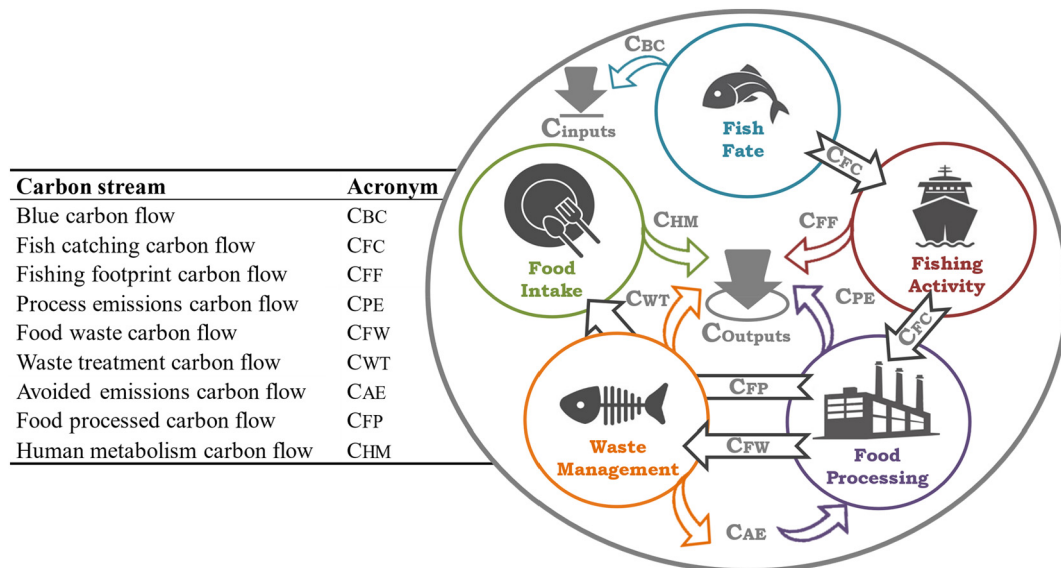 Carbon stream Acronym
Blue carbon flow CBC
Fish catching carbon flow CFC
Fishing footprint carbon flow CFF
Process emissions carbon flow CPE
Food waste carbon flow CFW
Waste treatment carbon flow CWT
Avoided emissions carbon flow CAE
Food processed carbon flow CFP
Human metabolism carbon flow CHM
CBC
Cinputs
Fish
Fate
CFC
Food
Intake
CHM
CFF
Fishing
Activity
CWT
COutputs
CPE
CFC
CFP
Waste
Management
CFW
Food
Processing
CAE